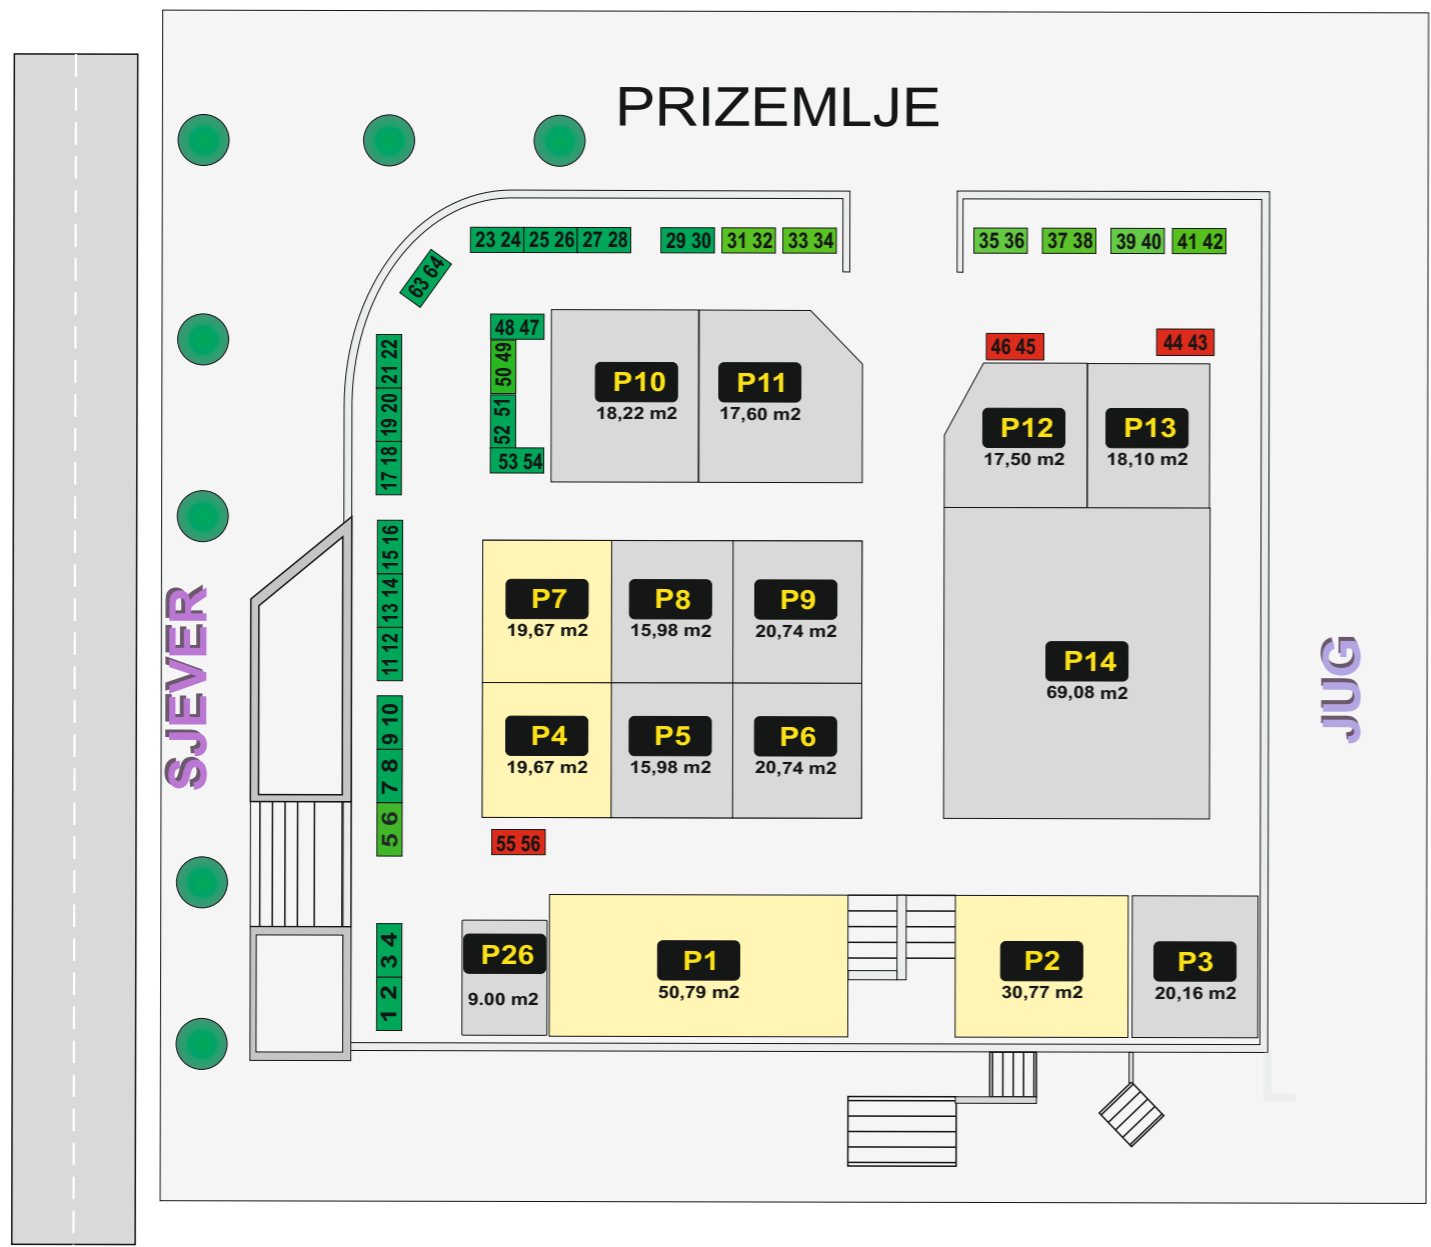 PRIZEMLJE
23 24 25 26 27 28 29 30 31 32 33 34
35 36 37 38 39 40 41 42
63 64
48 47
50 49
52 51
53 54
46 45
44 43
21 22
19 20
17 18
15 16
13 14
11 12
9 10
7 8
5 6
3 4
1 2
P10
18,22 m2
P11
17,60 m2
P12
17,50 m2
P13
18,10 m2
P7
19,67 m2
P8
15,98 m2
P9
20,74 m2
P14
69,08 m2
P4
19,67 m2
P5
15,98 m2
P6
20,74 m2
55 56
P26
9.00 m2
P1
50,79 m2
P2
30,77 m2
P3
20,16 m2
SJEVER
JUG